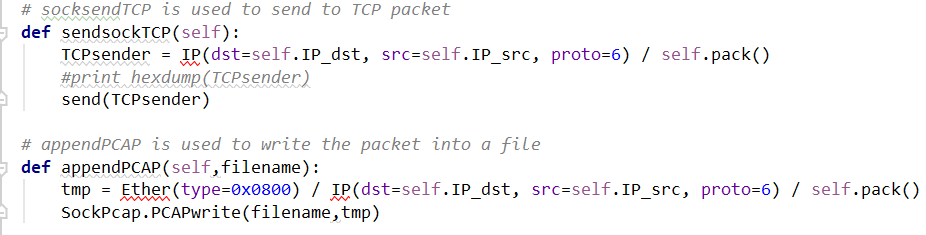 # socksendTCP is used to send to TCP packet
def sendsockTCP(self):
    TCPsender = IP(dst=self.IP_dst, src=self.IP_src, proto=6) / self.pack()
    #print hexdump(TCPsender)
    send(TCPsender)

# appendPCAP is used to write the packet into a file
def appendPCAP(self,filename):
    tmp = Ether(type=0x0800) / IP(dst=self.IP_dst, src=self.IP_src, proto=6) / self.pack()
    SockPcap.PCAPwrite(filename,tmp)